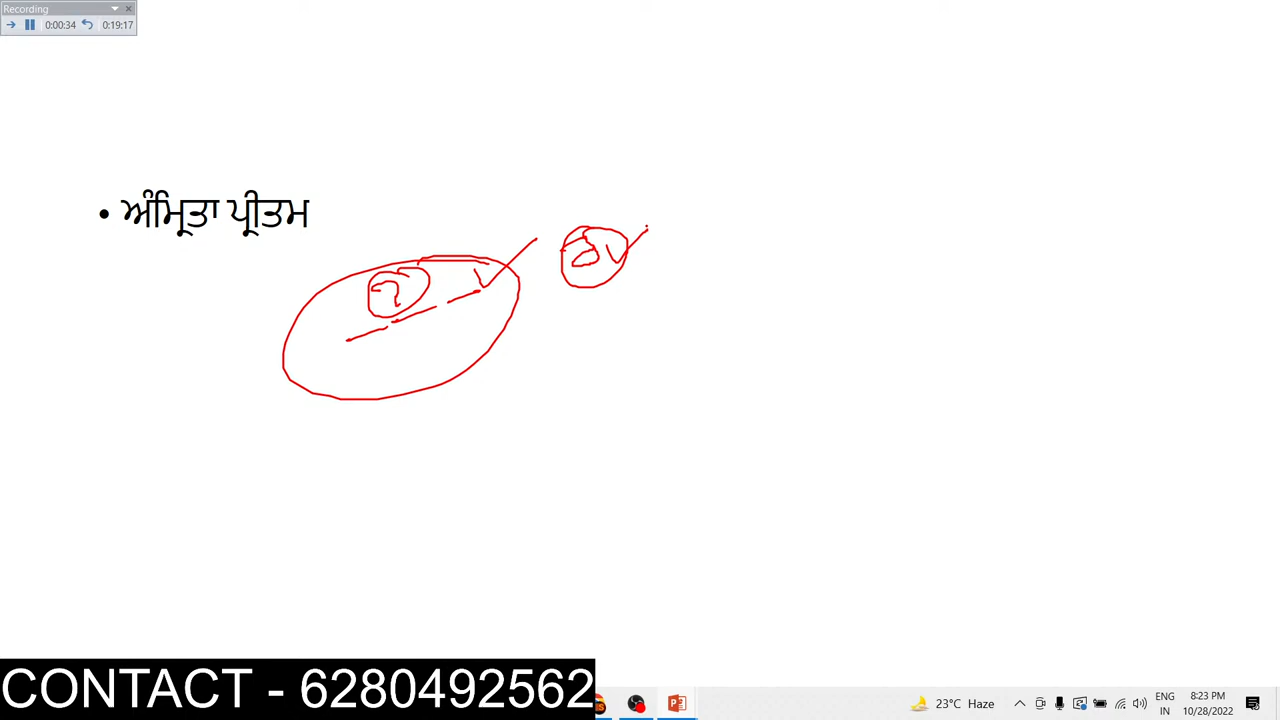 Recording
0:00:34 0:19:17
• ਅੰਮ੍ਰਿਤਾ ਪ੍ਰੀਤਮ
CONTACT - 6280492562
23°C Haze
ENG
IN
8:23 PM
10/28/2022